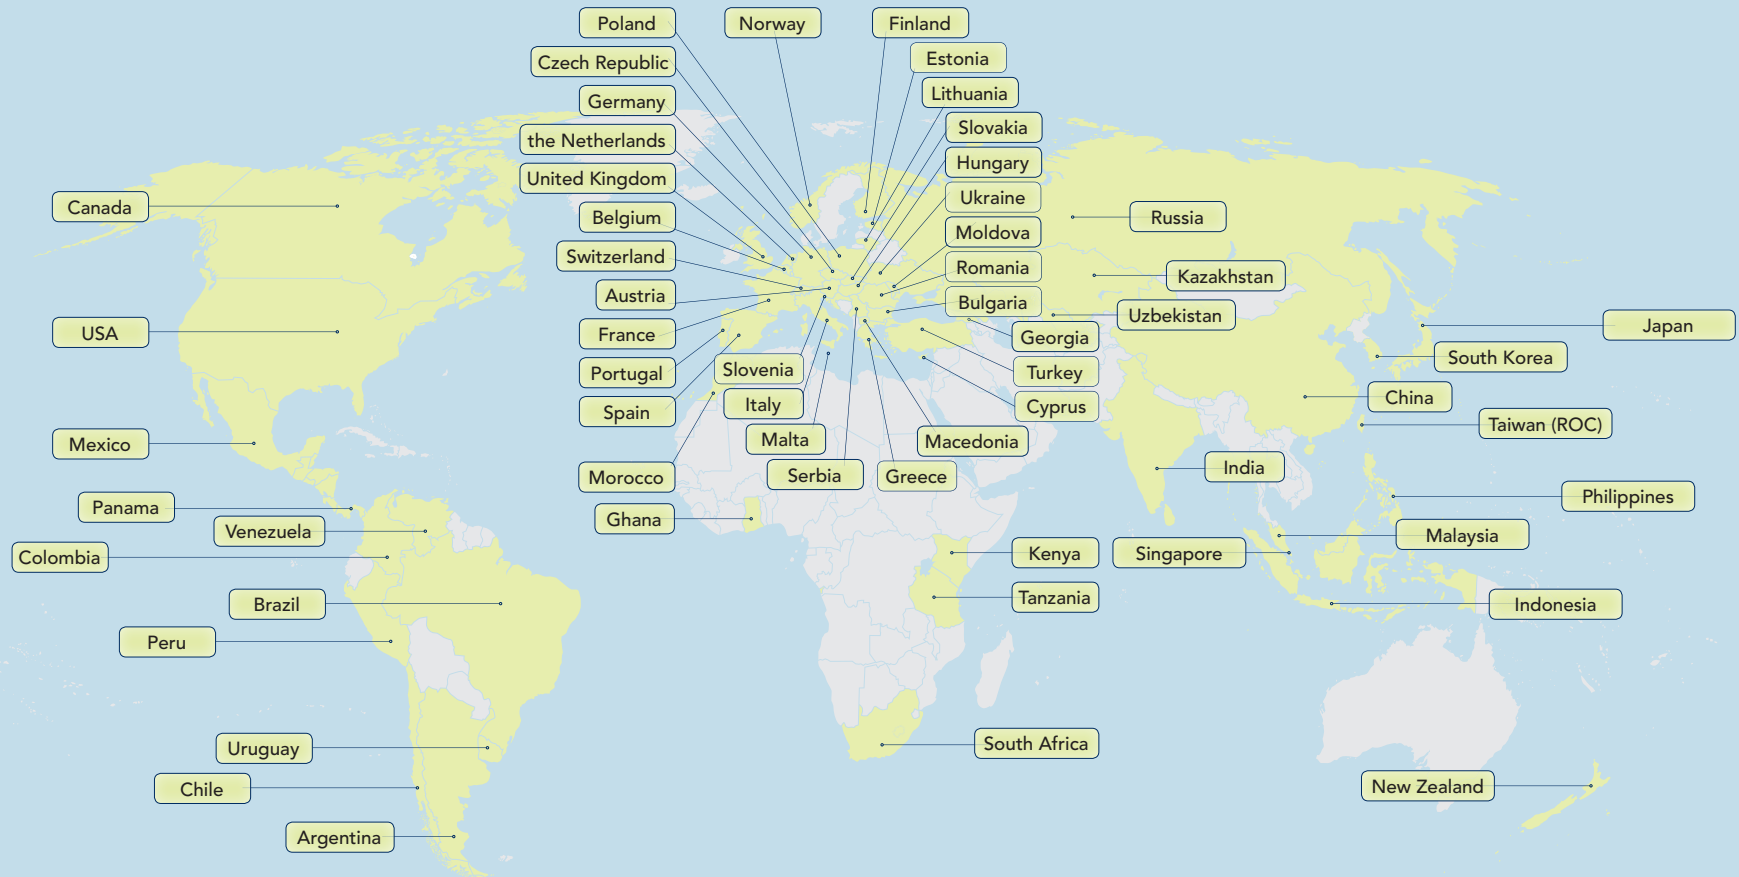 Poland
Norway
Finland
Czech Republic
Estonia
Germany
Lithuania
the Netherlands
Slovakia
United Kingdom
Hungary
Canada
Ukraine
Belgium
Russia
Moldova
Switzerland
Romania
Kazakhstan
Austria
Bulgaria
Uzbekistan
USA
France
Georgia
Japan
South Korea
Portugal
Slovenia
Turkey
China
Spain
Italy
Cyprus
Taiwan (ROC)
Mexico
Malta
Macedonia
India
Morocco
Serbia
Greece
Philippines
Panama
Ghana
Venezuela
Malaysia
Colombia
Kenya
Singapore
Brazil
Tanzania
Indonesia
Peru
Uruguay
South Africa
Chile
New Zealand
Argentina